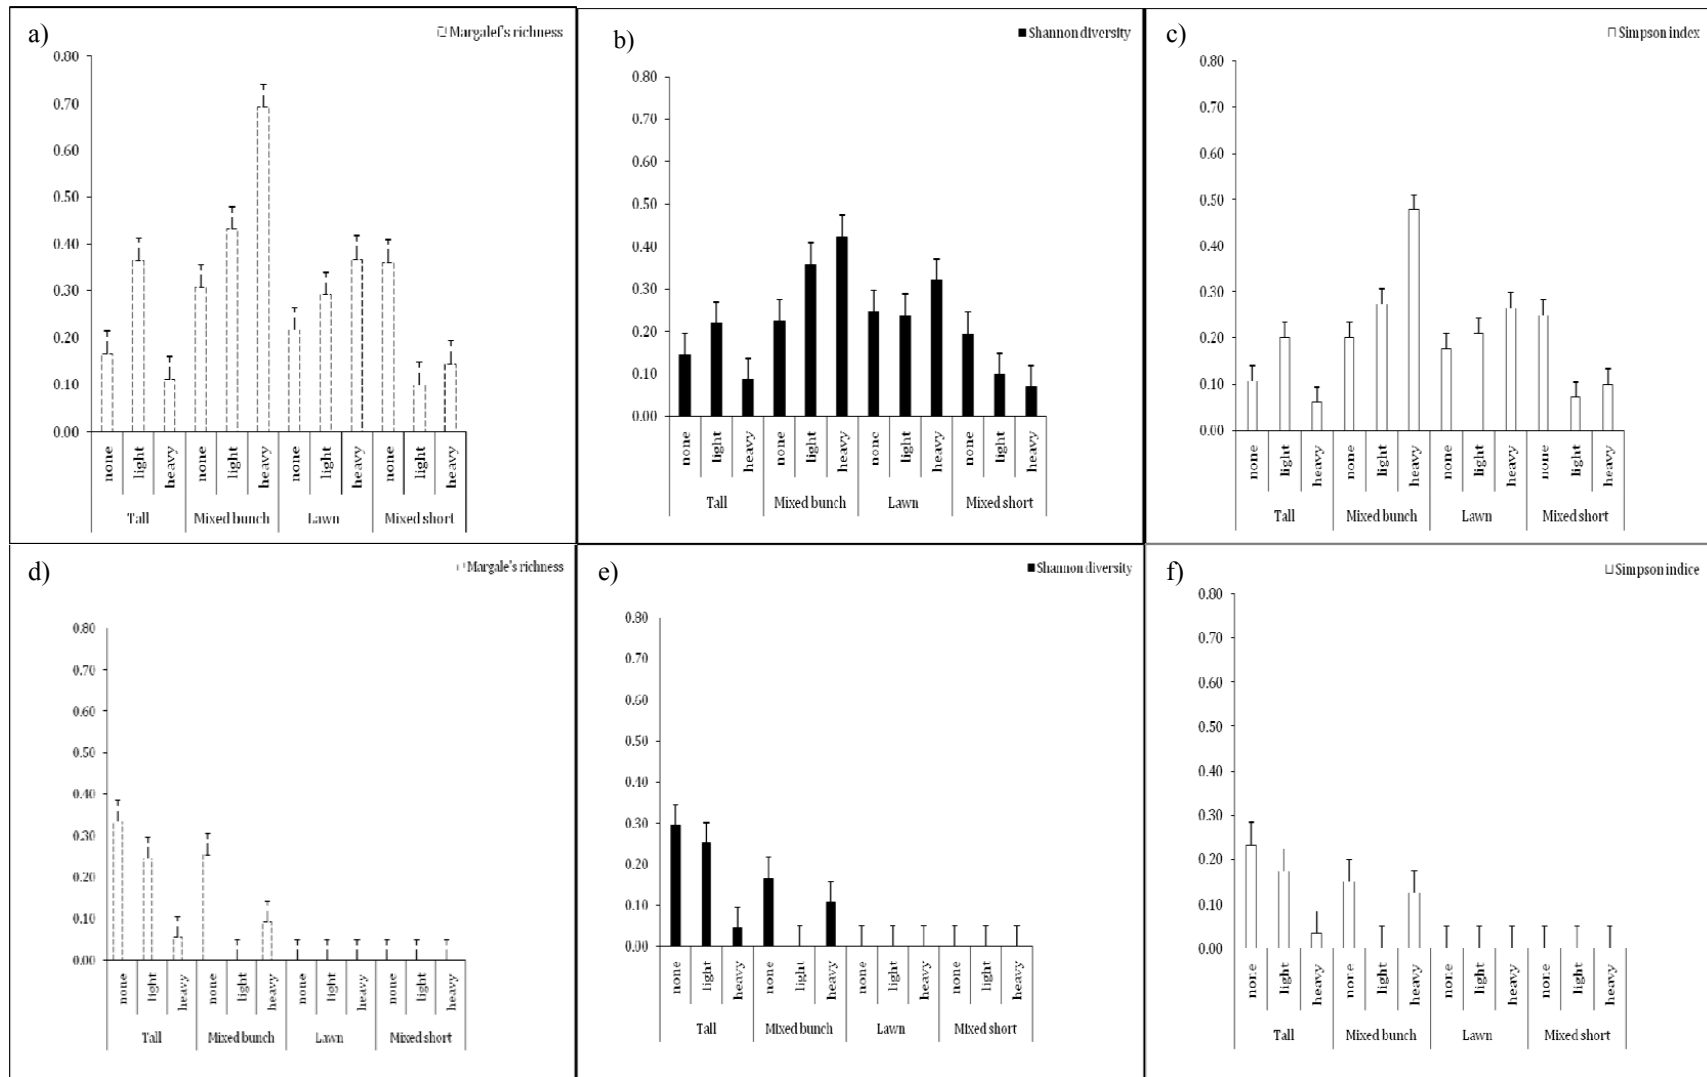 a)
Margalef's richness
0.80
0.70
0.60
0.50
0.40
0.30
0.20
0.10
0.00
none light heavy none light heavy none light heavy none light heavy
Tall Mixed bunch Lawn Mixed short
b)
Shannon diversity
0.80
0.70
0.60
0.50
0.40
0.30
0.20
0.10
0.00
none light heavy none light heavy none light heavy none light heavy
Tall Mixed bunch Lawn Mixed short
c)
Simpson index
0.80
0.70
0.60
0.50
0.40
0.30
0.20
0.10
0.00
none light heavy none light heavy none light heavy none light heavy
Tall Mixed bunch Lawn Mixed short
d)
Margale's richness
0.80
0.70
0.60
0.50
0.40
0.30
0.20
0.10
0.00
none light heavy none light heavy none light heavy none light heavy
Tall Mixed bunch Lawn Mixed short
e)
Shannon diversity
0.80
0.70
0.60
0.50
0.40
0.30
0.20
0.10
0.00
none light heavy none light heavy none light heavy none light heavy
Tall Mixed bunch Lawn Mixed short
f)
Simpson indice
0.80
0.70
0.60
0.50
0.40
0.30
0.20
0.10
0.00
none light heavy none light heavy none light heavy none light heavy
Tall Mixed bunch Lawn Mixed short